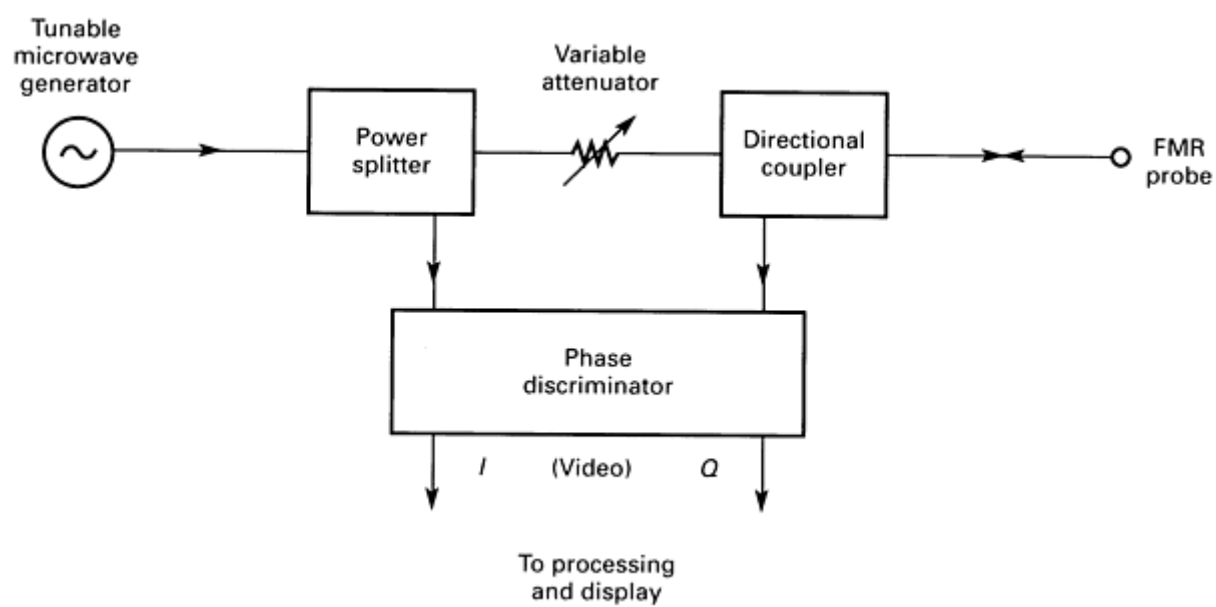 Tunable
microwave
generator
Variable
attenuator
Power
splitter
Directional
coupler
FMR
probe
Phase
discriminator
I (Video) Q
To processing
and display